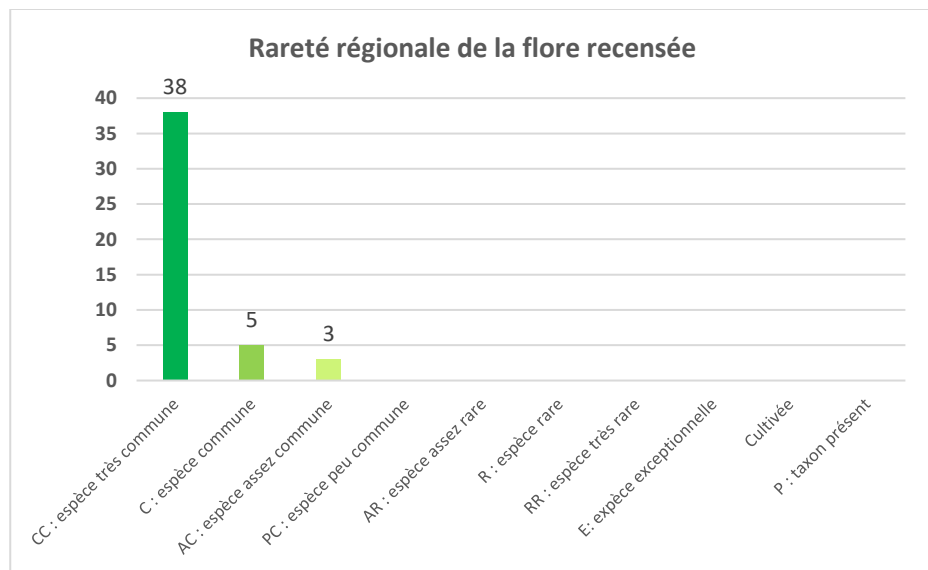 Rareté régionale de la flore recensée
38
40
35
30
25
20
15
10
5
5
3
0
CC : espèce très commune
C : espèce commune
AC : espèce assez commune
PC : espèce peu commune
AR : espèce assez rare
R : espèce rare
RR : espèce très rare
E: expèce exceptionnelle
Cultivée
P : taxon présent